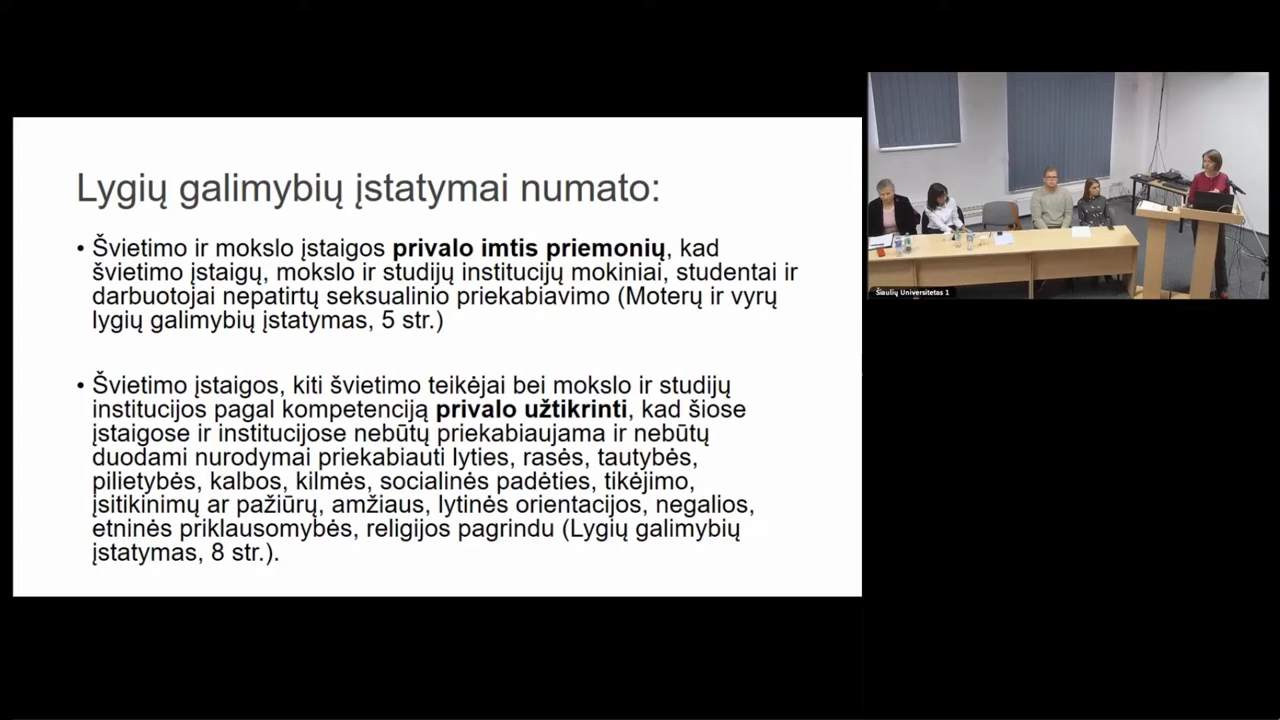 Lygių galimybių įstatymai numato:
• Švietimo ir mokslo įstaigos privalo imtis priemonių, kad
švietimo įstaigų, mokslo ir studijų institucijų mokiniai, studentai ir
darbuotojai nepatirtų seksualinio priekabiavimo (Moterų ir vyrų
lygių galimybių įstatymas, 5 str.)
• Švietimo įstaigos, kiti švietimo teikėjai bei mokslo ir studijų
institucijos pagal kompetenciją privalo užtikrinti, kad šiose
įstaigose ir institucijose nebūtų priekabiaujama ir nebūtų
duodami nurodymai priekabiauti lyties, rasės, tautybės,
pilietybės, kalbos, kilmės, socialinės padėties, tikėjimo,
įsitikinimų ar pažiūrų, amžiaus, lytinės orientacijos, negalios,
etninės priklausomybės, religijos pagrindu (Lygių galimybių
įstatymas, 8 str.).
Šiaulių Universitetas 1